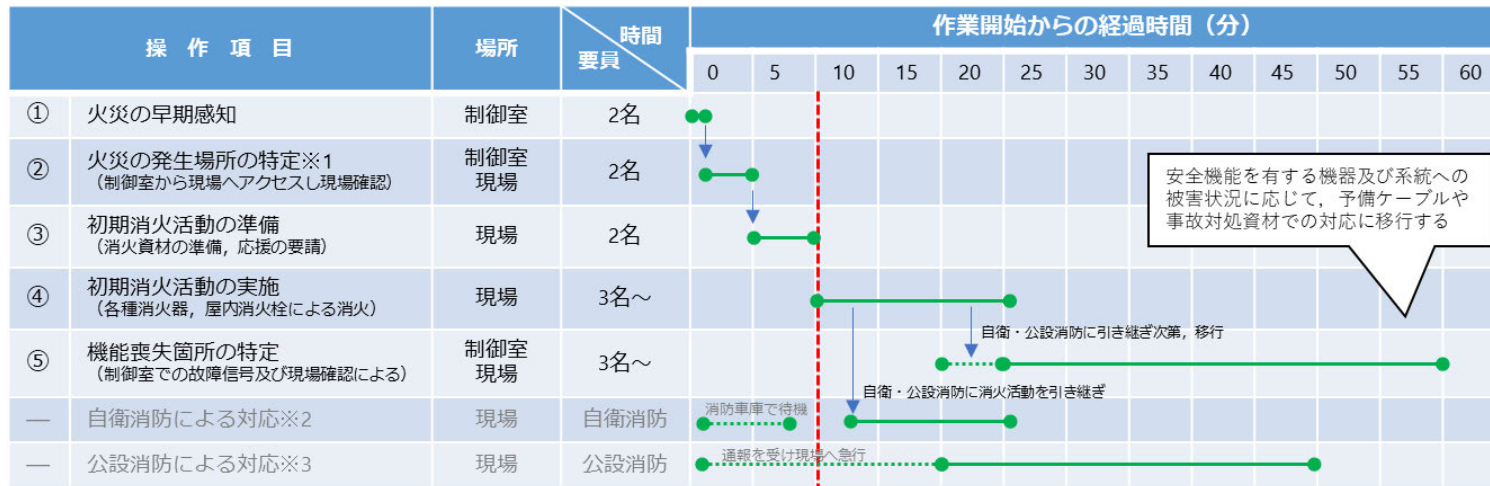 操 作 項 目 場所 時間 要員 作業開始からの経過時間（分）
0 5 10 15 20 25 30 35 40 45 50 55 60
① 火災の早期感知 制御室 2名
② 火災の発生場所の特定※1 制御室 2名
（制御室から現場へアクセスし現場確認） 現場
安全機能を有する機器及び系統への
被害状況に応じて，予備ケーブルや
事故対処資材での対応に移行する
③ 初期消火活動の準備 現場 2名
（消火資材の準備，応援の要請）
④ 初期消火活動の実施 現場 3名～
（各種消火器，屋内消火栓による消火）
自衛・公設消防に引き継ぎ次第，移行
⑤ 機能喪失箇所の特定 制御室 3名～
（制御室での故障信号及び現場確認による） 現場
自衛・公設消防に消火活動を引き継ぎ
― 自衛消防による対応※2 現場 自衛消防 消防車庫で待機
― 公設消防による対応※3 現場 公設消防 通報を受け現場へ急行